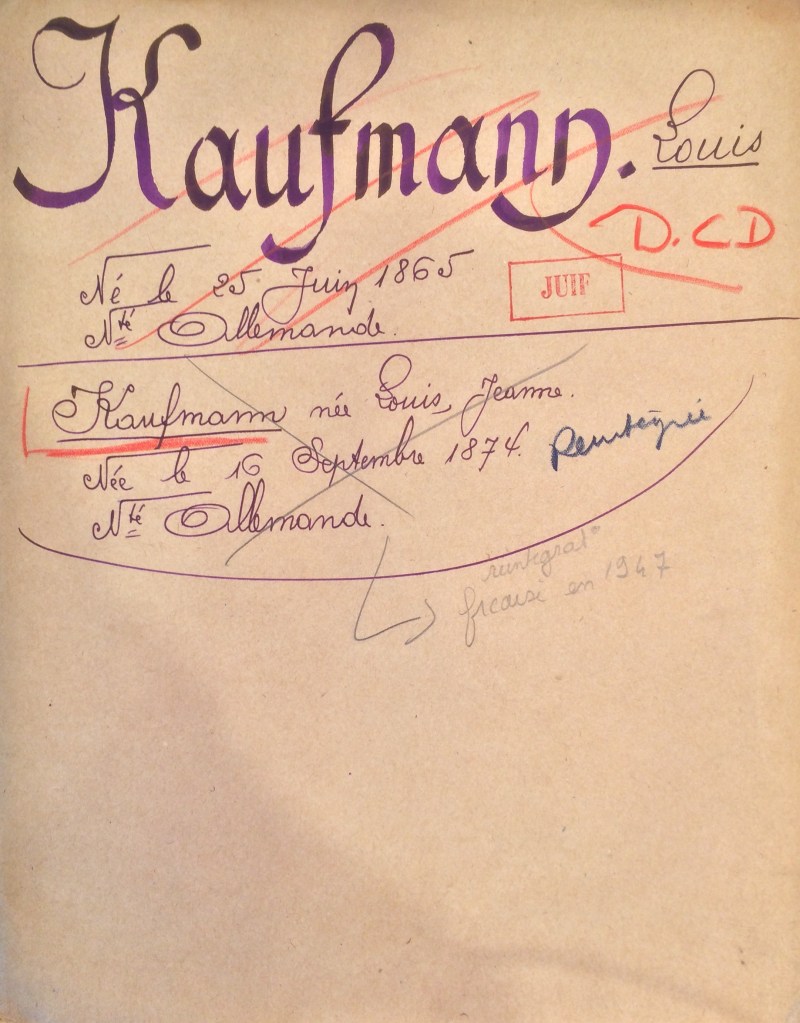 Kaufmann. Louis
D.CD
Né le 25 Juin 1865
JUIF
Nté Allemande.
Kaufmann née Louis, Jeanne.
Née le 16 Septembre 1874.
Réintégrée
Nté Allemande.
réintégrat°
frcaise en 1947